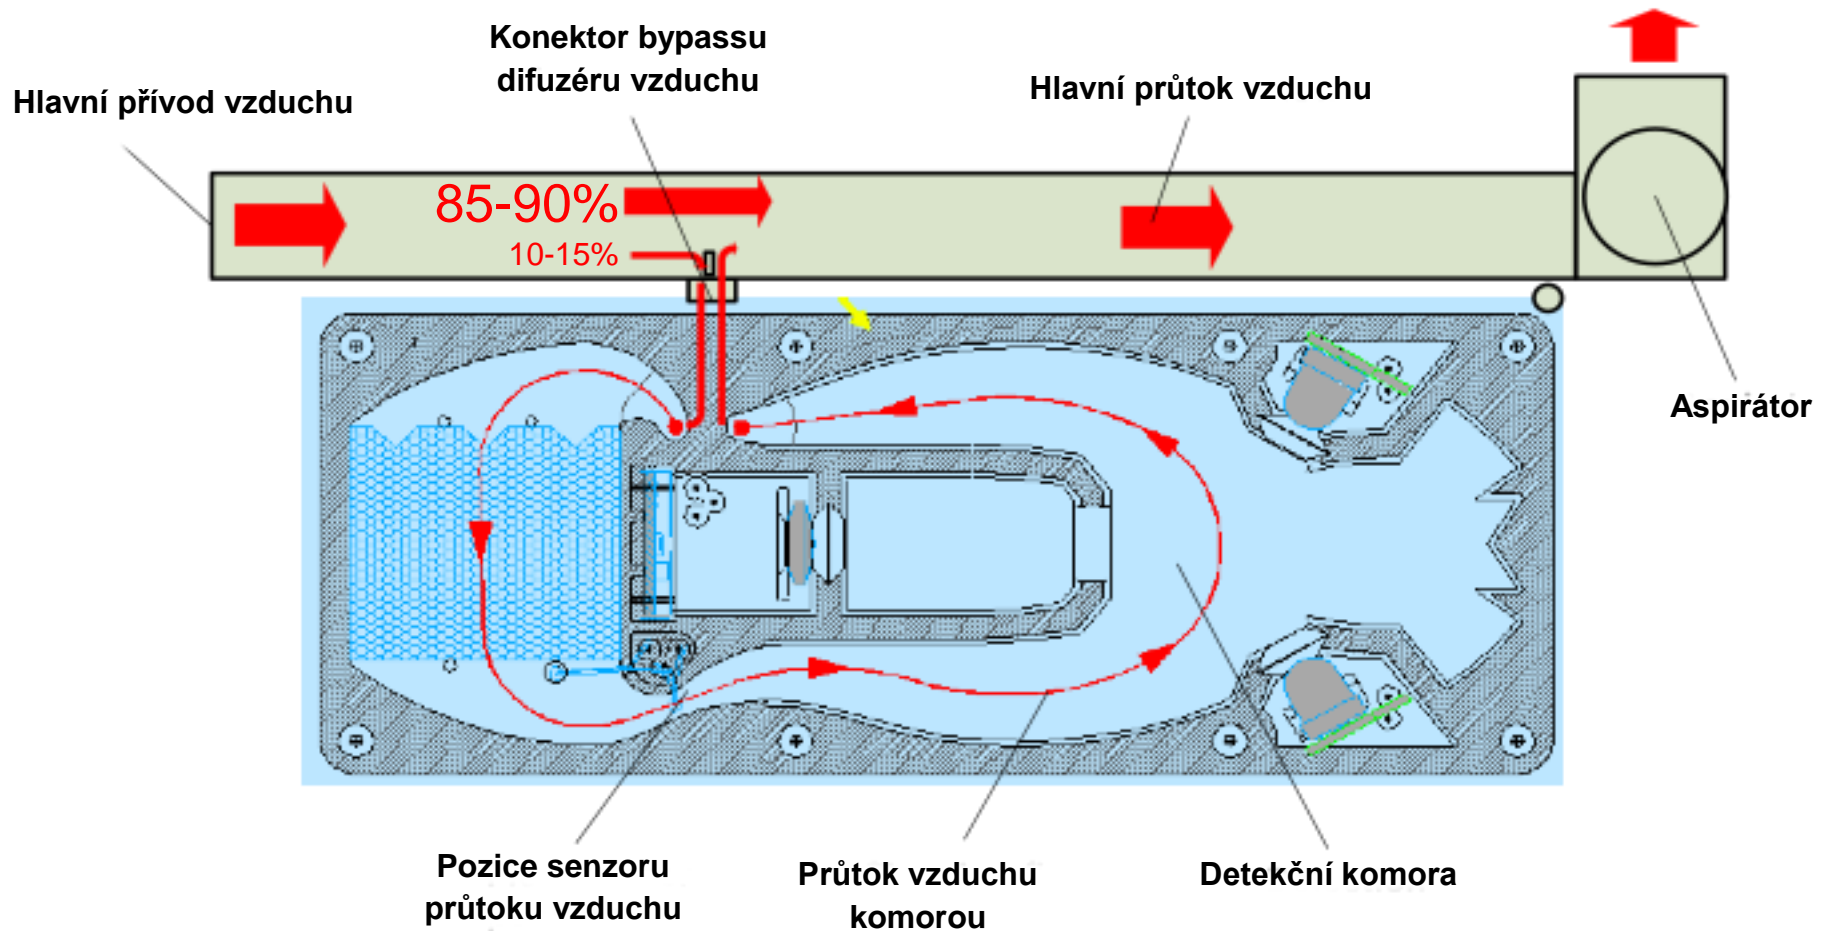 Konektor bypassu
difuzéru vzduchu
Hlavní přívod vzduchu
Hlavní průtok vzduchu
85-90%
10-15%
Aspirátor
Pozice senzoru
průtoku vzduchu
Průtok vzduchu
komorou
Detekční komora